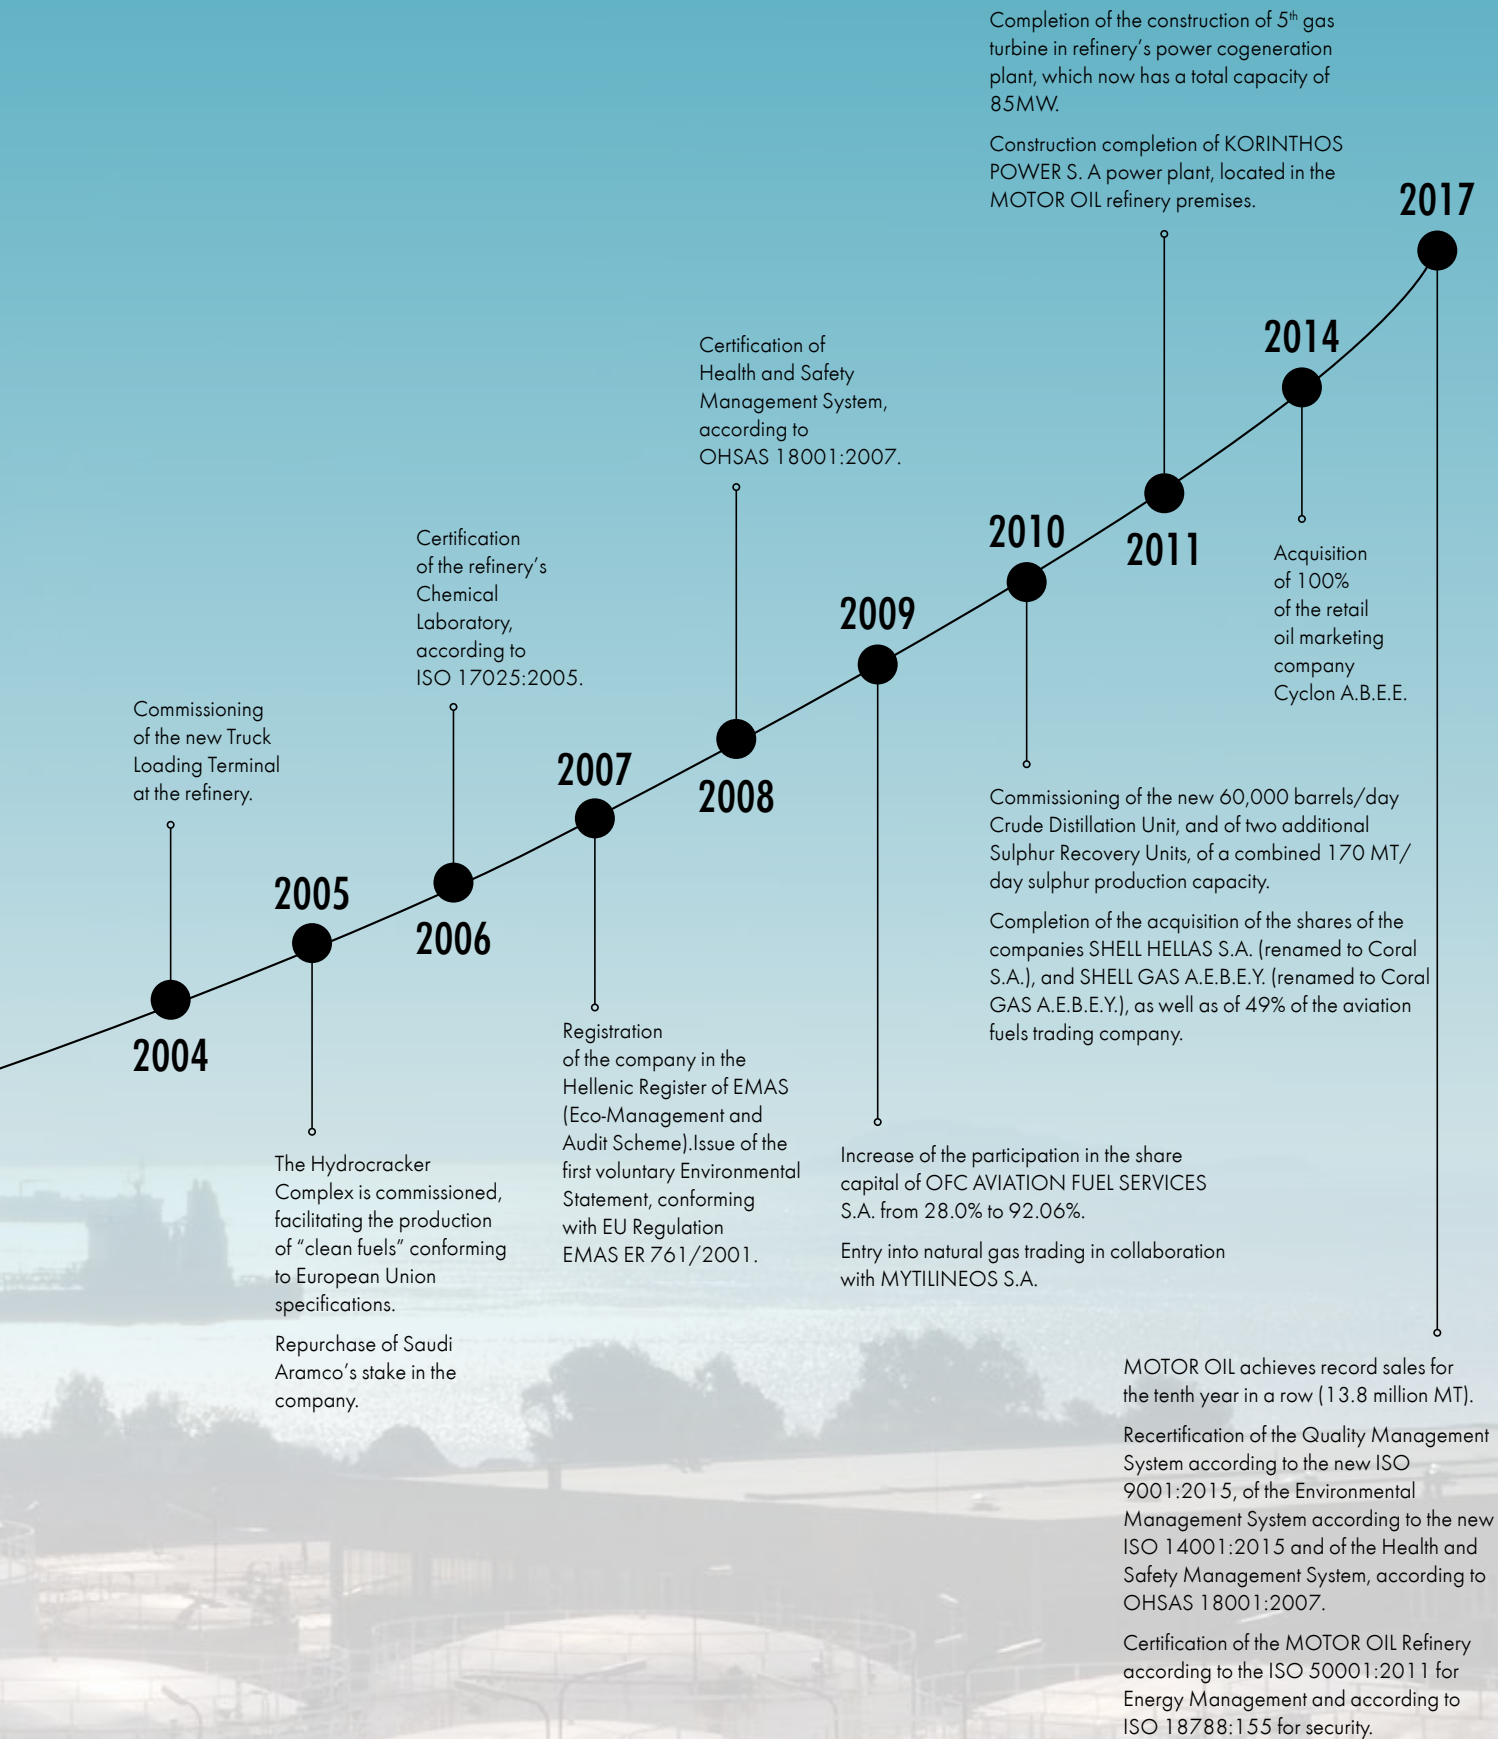 Completion of the construction of 5th gas
turbine in refinery's power cogeneration
plant, which now has a total capacity of
85MW.
Construction completion of KORINTHOS
POWER S. A power plant, located in the
MOTOR OIL refinery premises.
2017
2014
Certification of
Health and Safety
Management System,
according to
OHSAS 18001:2007.
2010
2011
Certification
of the refinery's
Chemical
Laboratory,
according to
ISO 17025:2005.
Acquisition
of 100%
of the retail
oil marketing
company
Cyclon A.B.E.E.
2009
Commissioning
of the new Truck
Loading Terminal
at the refinery.
2007
2008
Commissioning of the new 60,000 barrels/day
Crude Distillation Unit, and of two additional
Sulphur Recovery Units, of a combined 170 MT/
day sulphur production capacity.
Completion of the acquisition of the shares of the
companies SHELL HELLAS S.A. (renamed to Coral
S.A.), and SHELL GAS A.E.B.E.Y. (renamed to Coral
GAS A.E.B.E.Y.), as well as of 49% of the aviation
fuels trading company.
2005
2006
2004
Registration
of the company in the
Hellenic Register of EMAS
(Eco-Management and
Audit Scheme).Issue of the
first voluntary Environmental
Statement, conforming
with EU Regulation
EMAS ER 761/2001.
The Hydrocracker
Complex is commissioned,
facilitating the production
of "clean fuels" conforming
to European Union
specifications.
Repurchase of Saudi
Aramco's stake in the
company.
Increase of the participation in the share
capital of OFC AVIATION FUEL SERVICES
S.A. from 28.0% to 92.06%.
Entry into natural gas trading in collaboration
with MYTILINEOS S.A.
MOTOR OIL achieves record sales for
the tenth year in a row (13.8 million MT).
Recertification of the Quality Management
System according to the new ISO
9001:2015, of the Environmental
Management System according to the new
ISO 14001:2015 and of the Health and
Safety Management System, according to
OHSAS 18001:2007.
Certification of the MOTOR OIL Refinery
according to the ISO 50001:2011 for
Energy Management and according to
ISO 18788:155 for security.